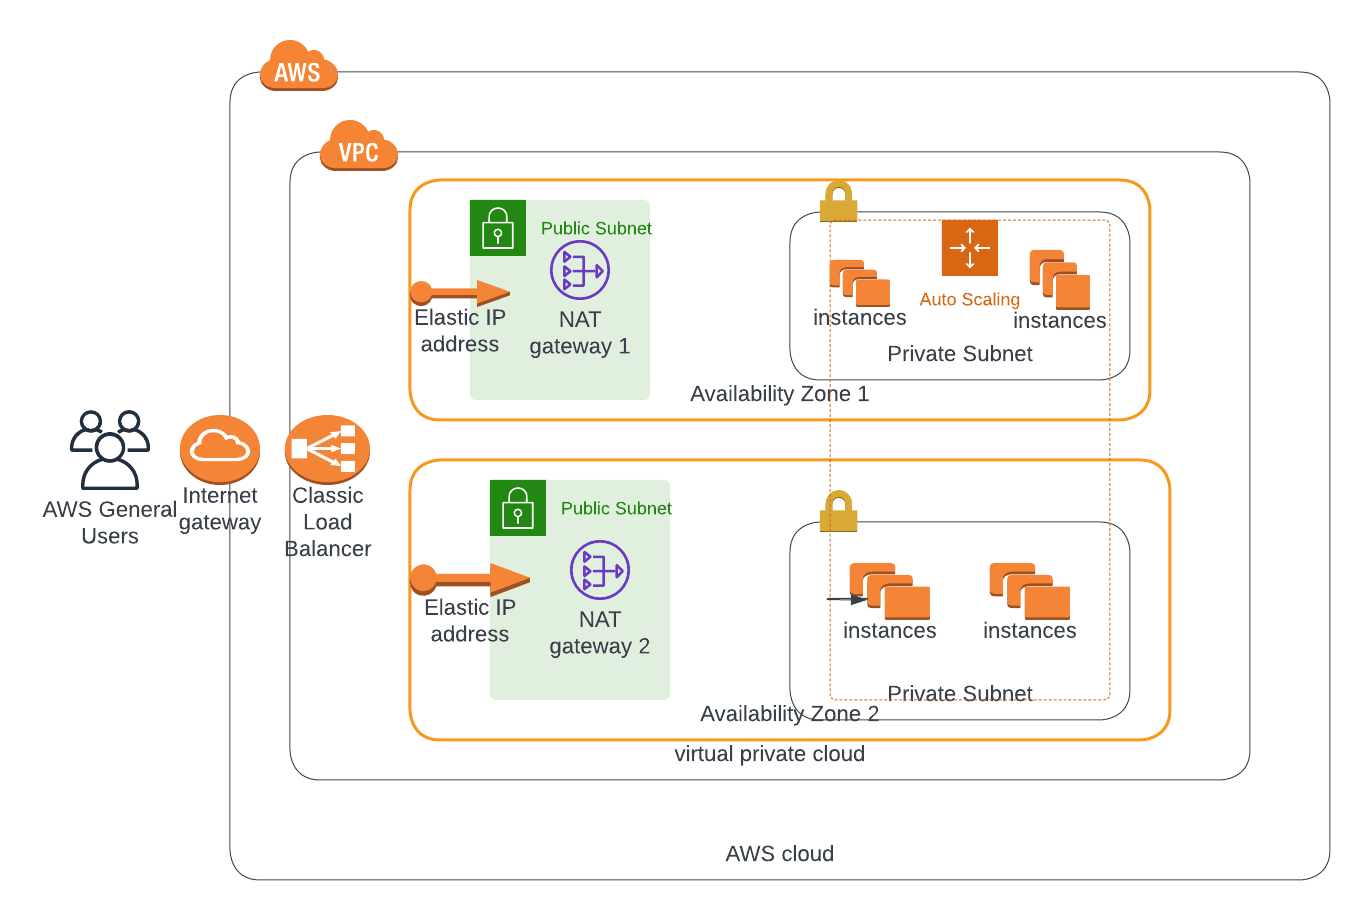 AWS
VPC
Public Subnet
Elastic IP
address
NAT
gateway 1
Auto Scaling
instances
instances
Private Subnet
Availability Zone 1
AWS General
Users
Internet
gateway
Classic
Load
Balancer
Public Subnet
Elastic IP
address
NAT
gateway 2
instances
instances
Private Subnet
Availability Zone 2
virtual private cloud
AWS cloud